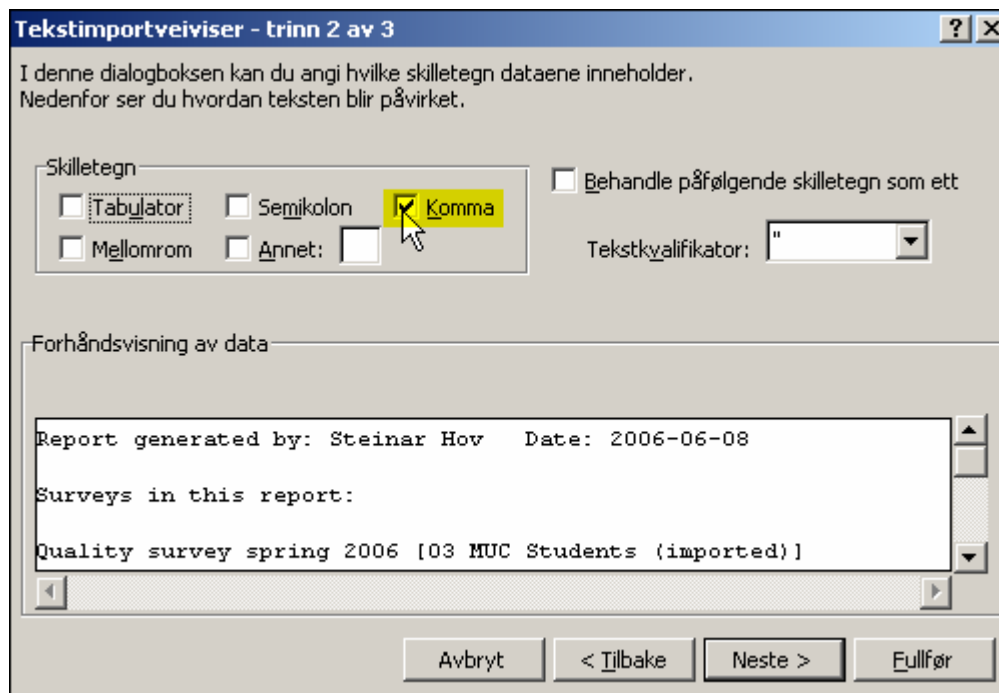 Tekstimportveiviser - trinn 2 av 3
I denne dialogboksen kan du angi hvilke skilletegn dataene inneholder.
Nedenfor ser du hvordan teksten blir påvirket.
Skilletegn
Tabulator Semikolon Komma
Mellomrom Annet:
Behandle påfølgende skilletegn som ett
Tekstkvalifikator: "
Forhåndsvisning av data
Report generated by: Steinar Hov Date: 2006-06-08
Surveys in this report:
Quality survey spring 2006 [03 MUC Students (imported)]
Avbryt < Tilbake Neste > Fullfør